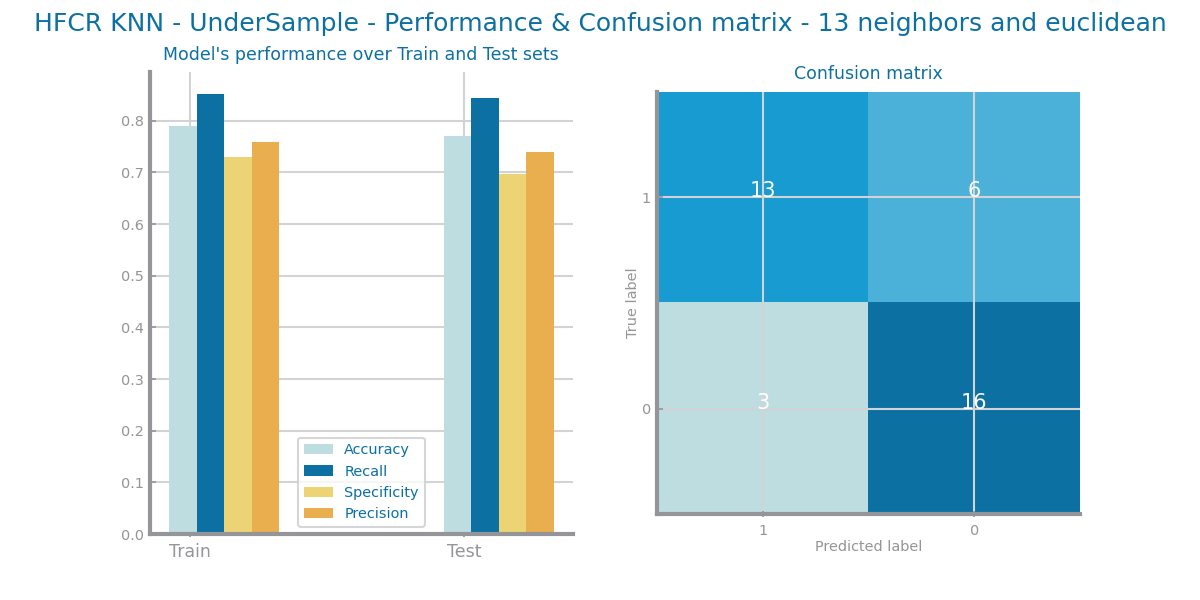 HFCR KNN - UnderSample - Performance & Confusion matrix - 13 neighbors and euclidean
Model's performance over Train and Test sets
0.8
0.7
0.6
0.5
0.4
0.3
0.2
0.1
0.0
Accuracy
Recall
Specificity
Precision
Train Test
Confusion matrix
True label
1
0
13 6
3 16
1 0
Predicted label